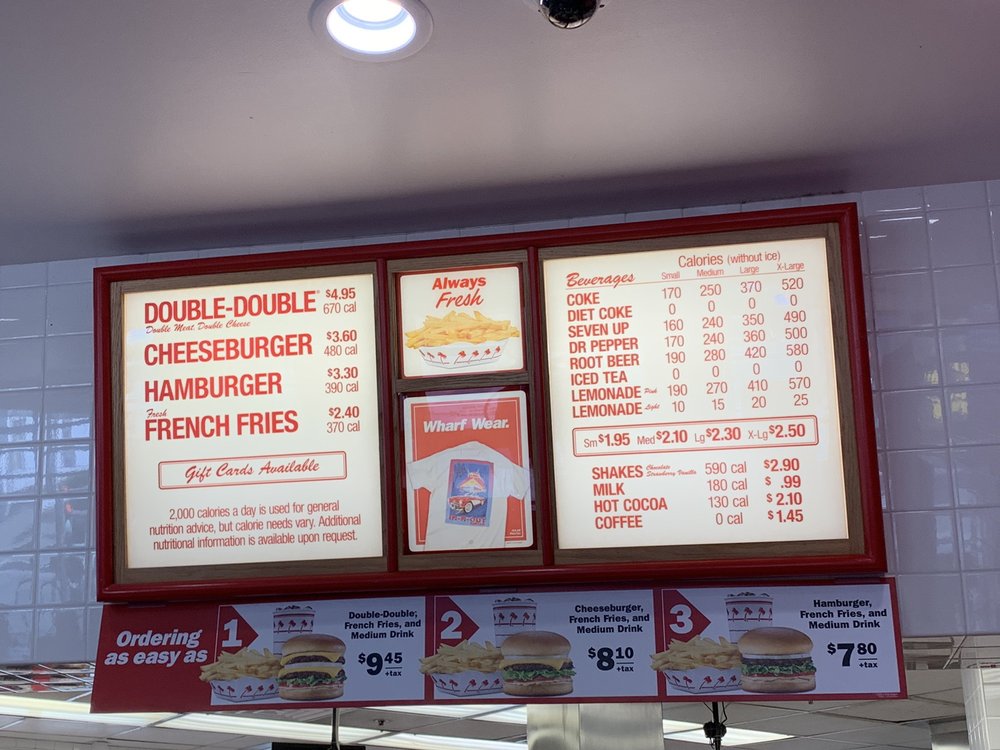 DOUBLE-DOUBLE® $4.95
Double Meat, Double Cheese 670 cal
CHEESEBURGER $3.60
480 cal
HAMBURGER $3.30
390 cal
Fresh
FRENCH FRIES $2.40
370 cal
Gift Cards Available
2,000 calories a day is used for general
nutrition advice, but calorie needs vary. Additional
nutritional information is available upon request.
Always
Fresh
Wharf Wear.
Calories (without ice)
Beverages Small Medium Large X-Large
COKE 170 250 370 520
DIET COKE 0 0 0 0
SEVEN UP 160 240 350 490
DR PEPPER 170 240 360 500
ROOT BEER 190 280 420 580
ICED TEA 0 0 0 0
LEMONADE Pink 190 270 410 570
LEMONADE Light 10 15 20 25
Sm $1.95 Med $2.10 Lg $2.30 X-Lg $2.50
SHAKES Chocolate Strawberry Vanilla 590 cal $2.90
MILK 180 cal $ .99
HOT COCOA 130 cal $2.10
COFFEE 0 cal $1.45
Ordering
as easy as
1
Double-Double,
French Fries, and
Medium Drink
$9 45
+tax
2
Cheeseburger,
French Fries, and
Medium Drink
$8 10
+tax
3
Hamburger,
French Fries, and
Medium Drink
$7 80
+tax